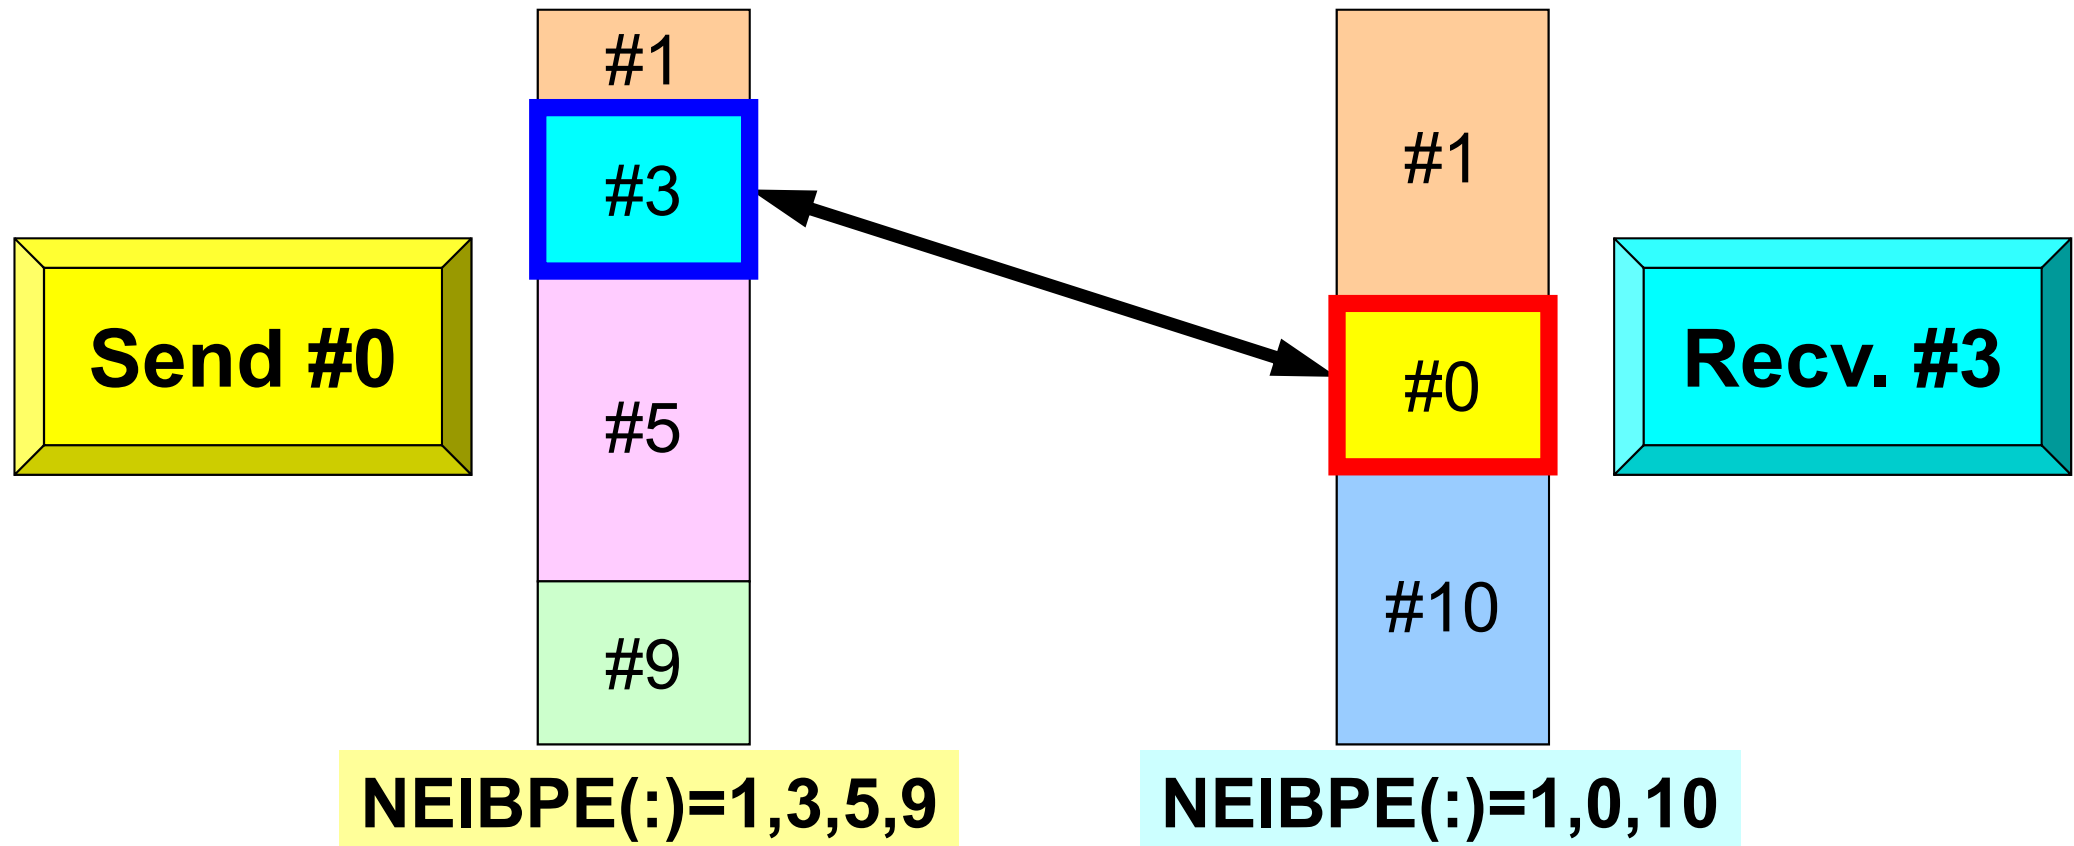 Send #0
#1
#3
#5
#9
NEIBPE(:)=1,3,5,9
#1
#0
#10
NEIBPE(:)=1,0,10
Recv. #3